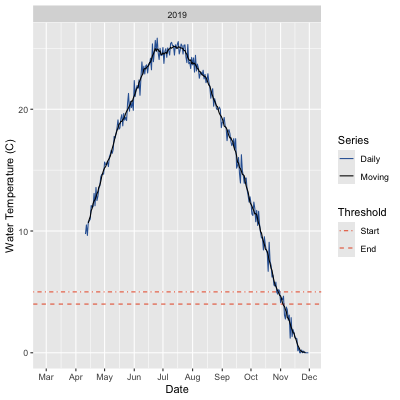 2019
Water Temperature (C)
20
10
0
Mar Apr May Jun Jul Aug Sep Oct Nov Dec
Date
Series
Daily
Moving
Threshold
Start
End